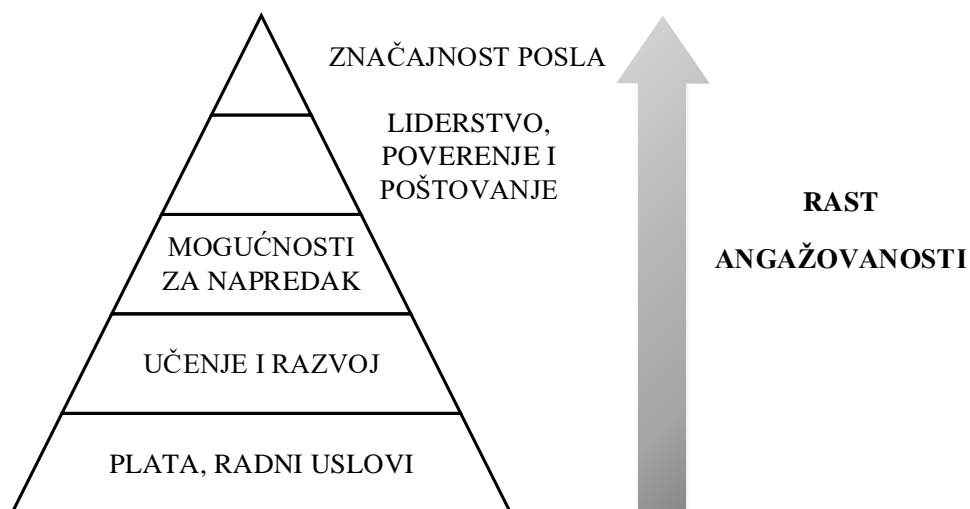 ZNAČAJNOST POSLA
LIDERSTVO,
POVERENJE I
POŠTOVANJE
MOGUĆNOSTI
ZA NAPREDAK
UČENJE I RAZVOJ
PLATA, RADNI USLOVI
RAST
ANGAŽOVANOSTI